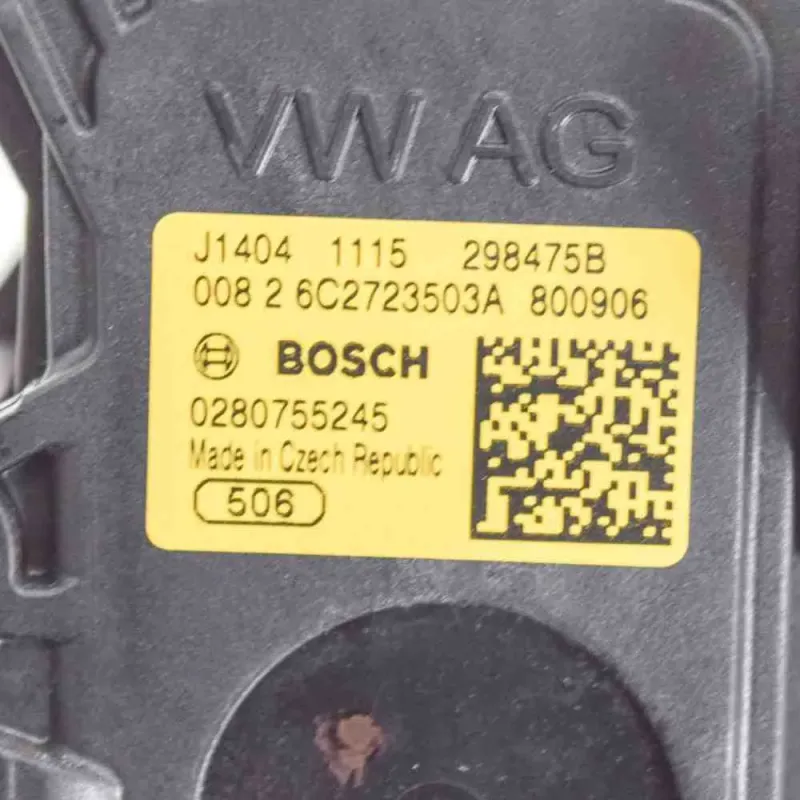 VW AG
J1404 1115 298475B
008 2 6C2723503A 800906
BOSCH
0280755245
Made in Czech Republic
506